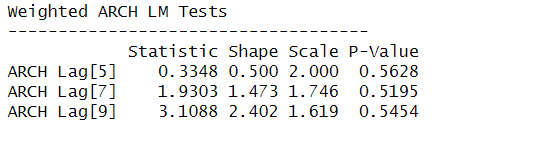 Weighted ARCH LM Tests
------------------------------------
            Statistic Shape Scale P-Value
ARCH Lag[5]    0.3348 0.500 2.000  0.5628
ARCH Lag[7]    1.9303 1.473 1.746  0.5195
ARCH Lag[9]    3.1088 2.402 1.619  0.5454